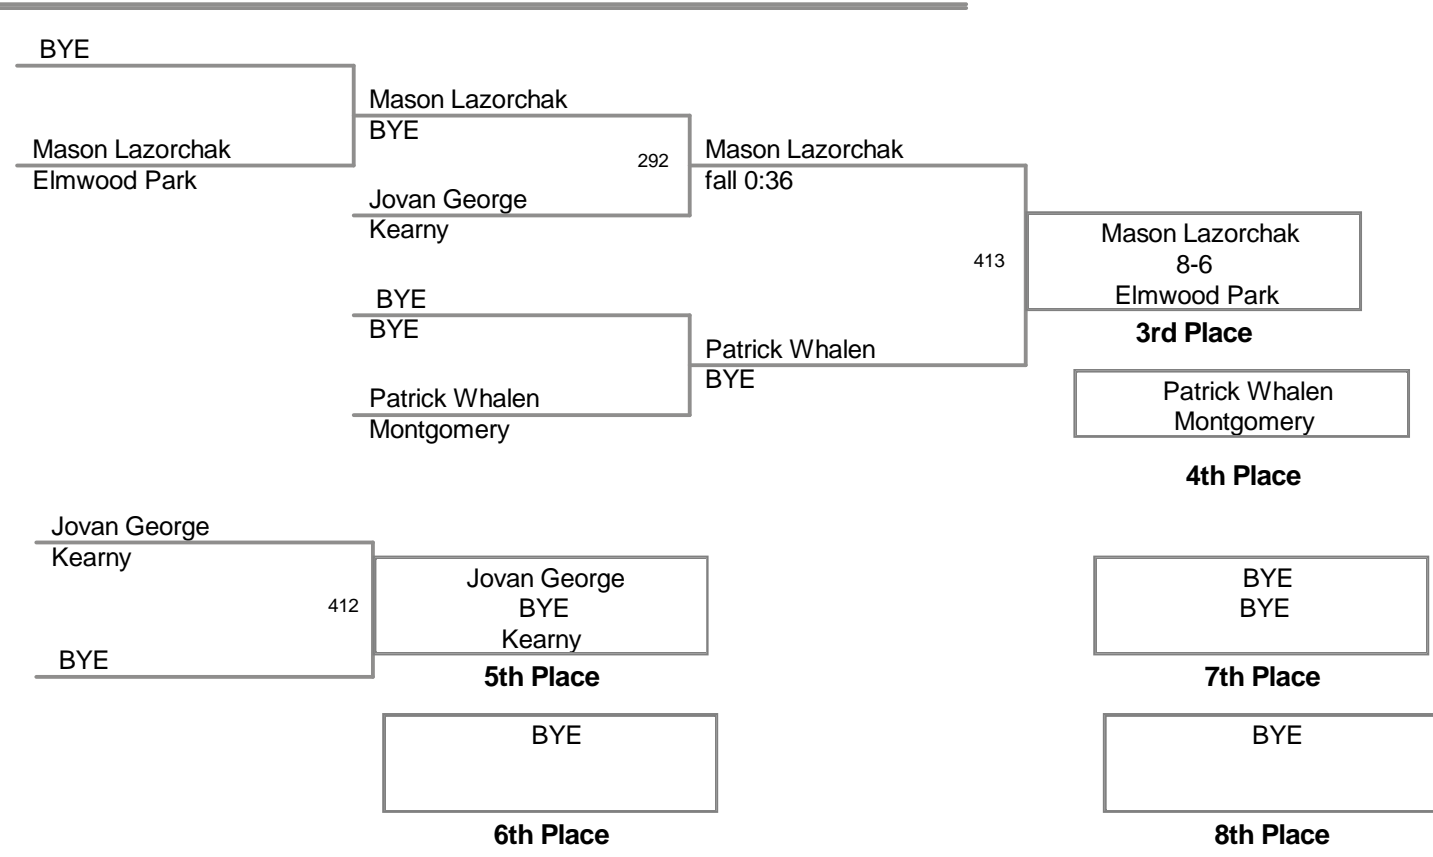 BYE
Mason Lazorchak
BYE
Mason Lazorchak
Elmwood Park
292
Mason Lazorchak
fall 0:36
Jovan George
Kearny
413
Mason Lazorchak
8-6
Elmwood Park
3rd Place
BYE
BYE
Patrick Whalen
BYE
Patrick Whalen
Montgomery
Patrick Whalen
Montgomery
4th Place
Jovan George
Kearny
412
BYE
Jovan George
BYE
Kearny
5th Place
BYE
BYE
7th Place
BYE
6th Place
BYE
8th Place